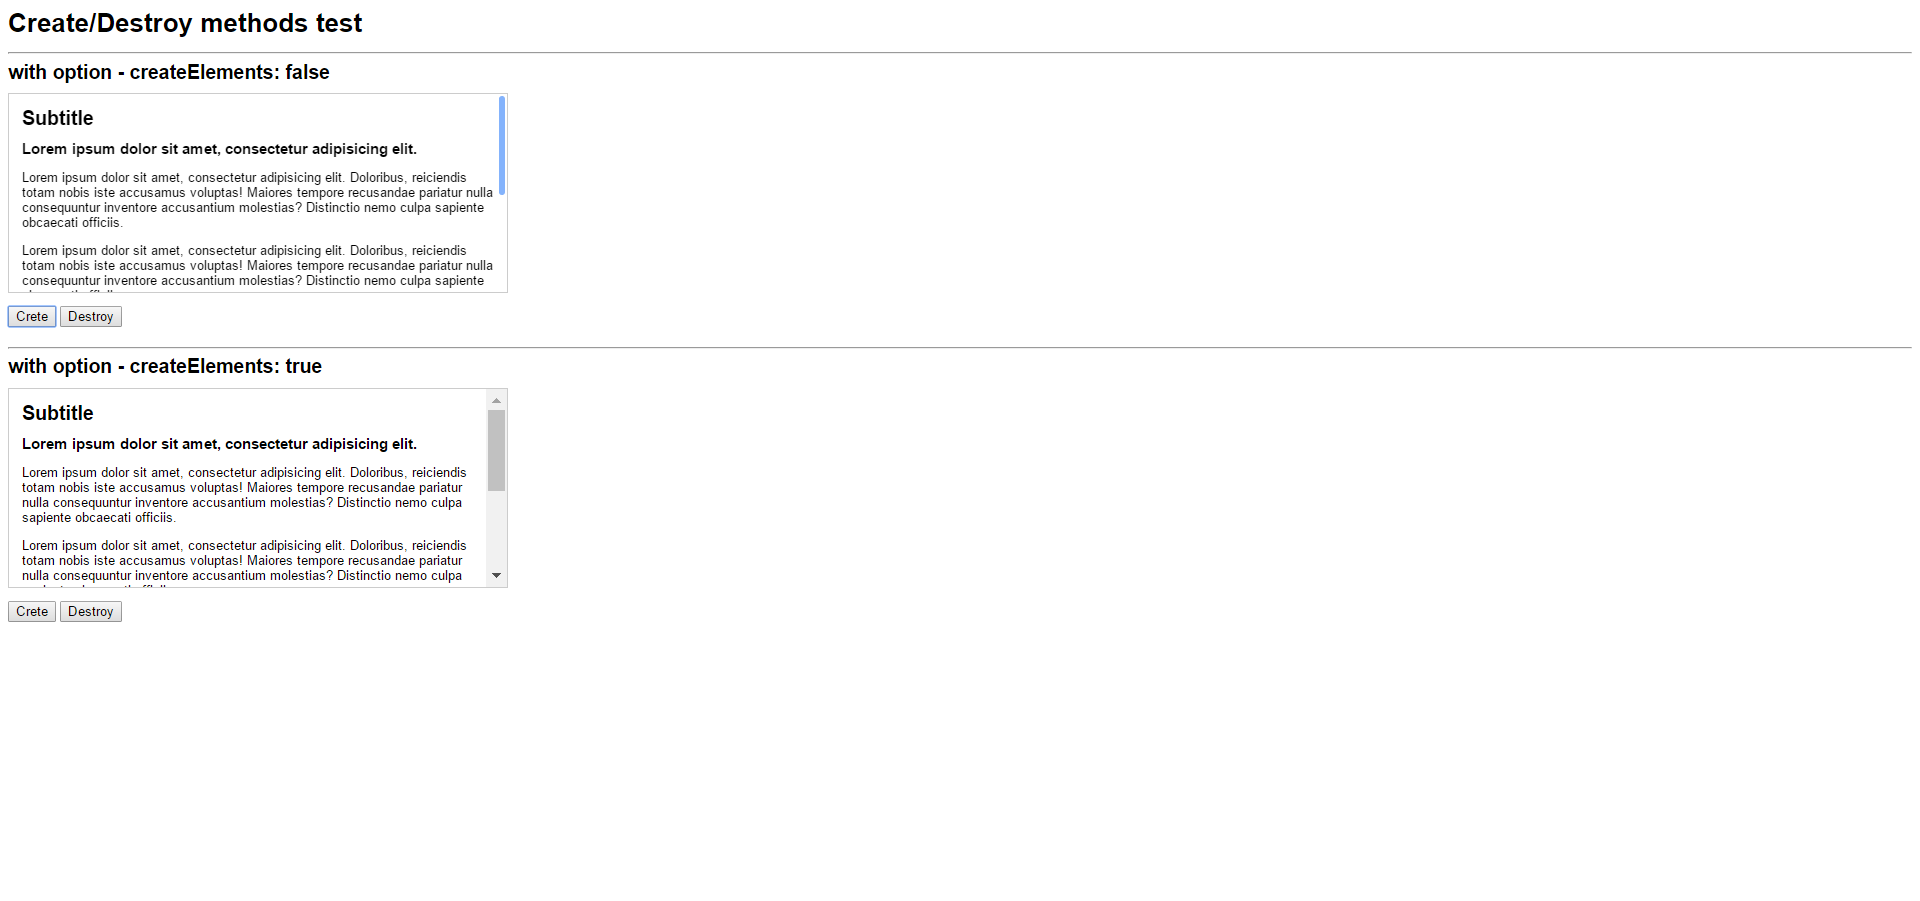 Create/Destroy methods test
with option - createElements: false
Subtitle
Lorem ipsum dolor sit amet, consectetur adipisicing elit.
Lorem ipsum dolor sit amet, consectetur adipisicing elit. Doloribus, reiciendis
totam nobis iste accusamus voluptas! Maiores tempore recusandae pariatur nulla
consequuntur inventore accusantium molestias? Distinctio nemo culpa sapiente
obcaecati officiis.
Lorem ipsum dolor sit amet, consectetur adipisicing elit. Doloribus, reiciendis
totam nobis iste accusamus voluptas! Maiores tempore recusandae pariatur nulla
consequuntur inventore accusantium molestias? Distinctio nemo culpa sapiente
Crete Destroy
with option - createElements: true
Subtitle
Lorem ipsum dolor sit amet, consectetur adipisicing elit.
Lorem ipsum dolor sit amet, consectetur adipisicing elit. Doloribus, reiciendis
totam nobis iste accusamus voluptas! Maiores tempore recusandae pariatur
nulla consequuntur inventore accusantium molestias? Distinctio nemo culpa
sapiente obcaecati officiis.
Lorem ipsum dolor sit amet, consectetur adipisicing elit. Doloribus, reiciendis
totam nobis iste accusamus voluptas! Maiores tempore recusandae pariatur
nulla consequuntur inventore accusantium molestias? Distinctio nemo culpa
Crete Destroy